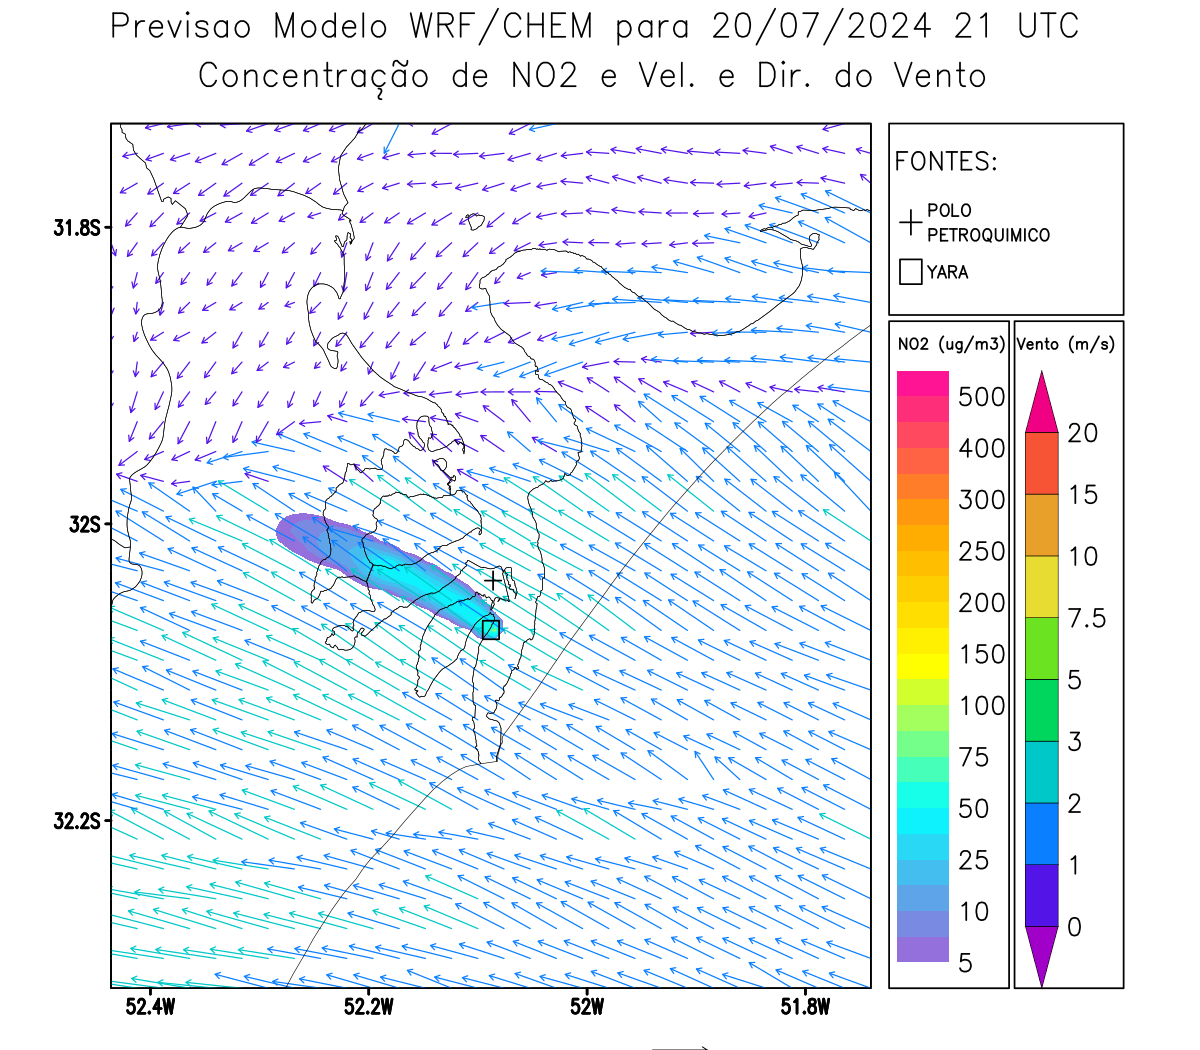 Previsao Modelo WRF/CHEM para 20/07/2024 21 UTC
Concentração de NO2 e Vel. e Dir. do Vento
FONTES:
POLO
PETROQUIMICO
YARA
NO2 (ug/m3)
500
400
300
250
200
150
100
75
50
25
10
5
Vento (m/s)
20
15
10
7.5
5
3
2
1
0
31.8S
32S
32.2S
52.4W
52.2W
52W
51.8W